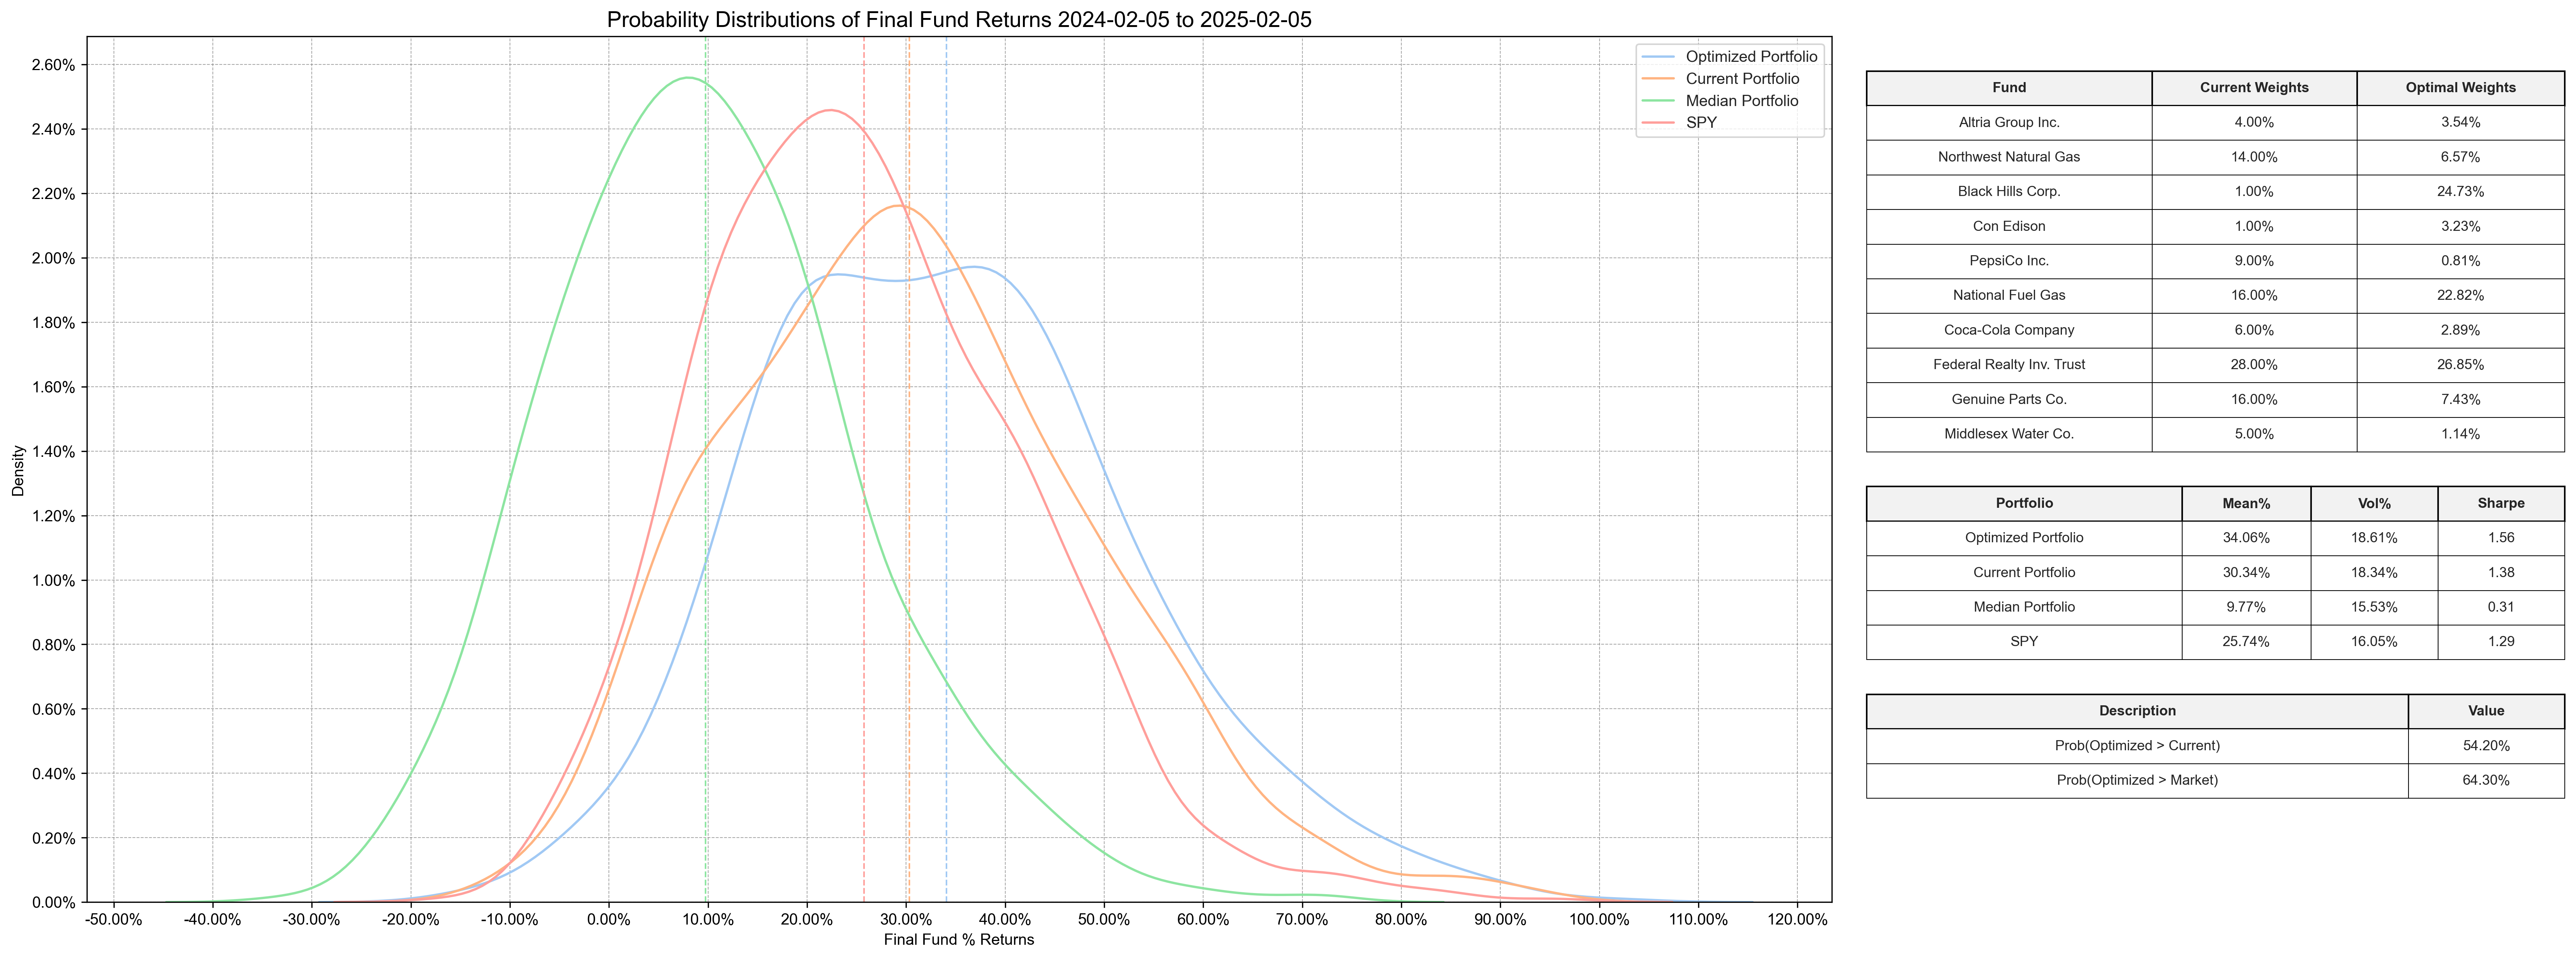 Probability Distributions of Final Fund Returns 2024-02-05 to 2025-02-05
Optimized Portfolio
Current Portfolio
Median Portfolio
SPY
Density
2.60%
2.40%
2.20%
2.00%
1.80%
1.60%
1.40%
1.20%
1.00%
0.80%
0.60%
0.40%
0.20%
0.00%
-50.00% -40.00% -30.00% -20.00% -10.00% 0.00% 10.00% 20.00% 30.00% 40.00% 50.00% 60.00% 70.00% 80.00% 90.00% 100.00% 110.00% 120.00%
Final Fund % Returns
Fund Current Weights Optimal Weights
Altria Group Inc. 4.00% 3.54%
Northwest Natural Gas 14.00% 6.57%
Black Hills Corp. 1.00% 24.73%
Con Edison 1.00% 3.23%
PepsiCo Inc. 9.00% 0.81%
National Fuel Gas 16.00% 22.82%
Coca-Cola Company 6.00% 2.89%
Federal Realty Inv. Trust 28.00% 26.85%
Genuine Parts Co. 16.00% 7.43%
Middlesex Water Co. 5.00% 1.14%
Portfolio Mean% Vol% Sharpe
Optimized Portfolio 34.06% 18.61% 1.56
Current Portfolio 30.34% 18.34% 1.38
Median Portfolio 9.77% 15.53% 0.31
SPY 25.74% 16.05% 1.29
Description Value
Prob(Optimized > Current) 54.20%
Prob(Optimized > Market) 64.30%